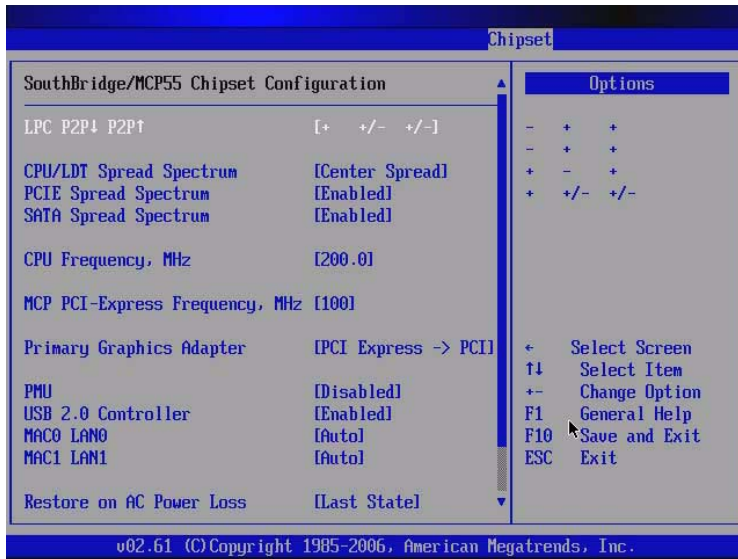 Chipset
SouthBridge/MCP55 Chipset Configuration
LPC P2P↓ P2P↑ [+ +/- +/-]
CPU/LDT Spread Spectrum [Center Spread]
PCIE Spread Spectrum [Enabled]
SATA Spread Spectrum [Enabled]
CPU Frequency, MHz [200.0]
MCP PCI-Express Frequency, MHz [100]
Primary Graphics Adapter [PCI Express -> PCI]
PMU [Disabled]
USB 2.0 Controller [Enabled]
MAC0 LAN0 [Auto]
MAC1 LAN1 [Auto]
Restore on AC Power Loss [Last State]
Options
- + +
- + +
+ - +
+ +/- +/-
← Select Screen
↑↓ Select Item
+- Change Option
F1 General Help
F10 Save and Exit
ESC Exit
v02.61 (C)Copyright 1985-2006, American Megatrends, Inc.